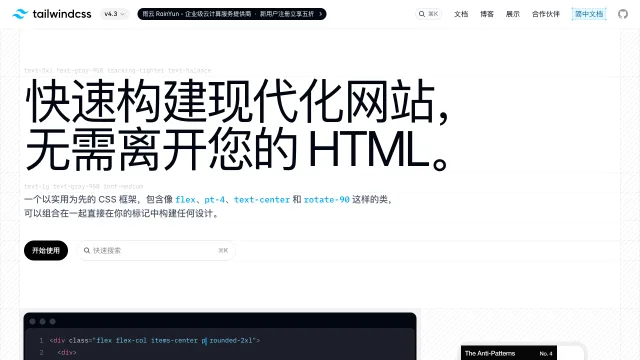 tailwindcss
v4.3
雨云 RainYun - 企业级云计算服务提供商 · 新用户注册立享五折
⌘K
文档
博客
展示
合作伙伴
简中文档
text-8xl text-gray-950 tracking-tighter text-balance
快速构建现代化网站，
无需离开您的 HTML。
text-lg text-gray-950 font-medium
一个以实用为先的 CSS 框架，包含像 flex、pt-4、text-center 和 rotate-90 这样的类，
可以组合在一起直接在你的标记中构建任何设计。
开始使用
快速搜索
⌘K
1 <div class="flex flex-col items-center p rounded-2xl">
2 <div>
The Anti-Patterns
No. 4